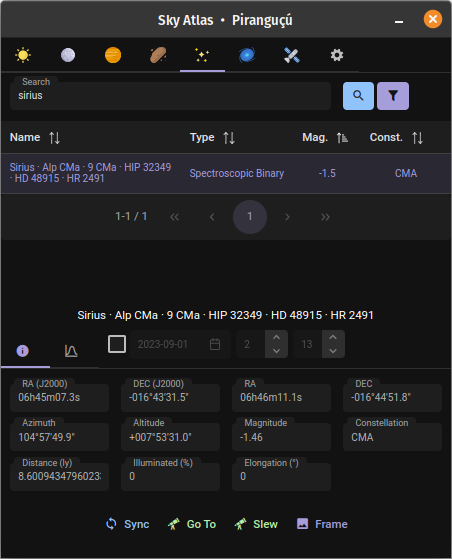 Sky Atlas • Piranguçú
Search
sirius
Name Type Mag. Const.
Sirius · Alp CMa · 9 CMa · HIP 32349
· HD 48915 · HR 2491
Spectroscopic Binary -1.5 CMA
1-1 / 1 « ‹ 1 › »
Sirius · Alp CMa · 9 CMa · HIP 32349 · HD 48915 · HR 2491
2023-09-01 2 13
RA (J2000) DEC (J2000) RA DEC
06h45m07.3s -016°43'31.5" 06h46m11.1s -016°44'51.8"
Azimuth Altitude Magnitude Constellation
104°57'49.9" +007°53'31.0" -1.46 CMA
Distance (ly) Illuminated (%) Elongation (°)
8.6009434796023 0 0
Sync Go To Slew Frame